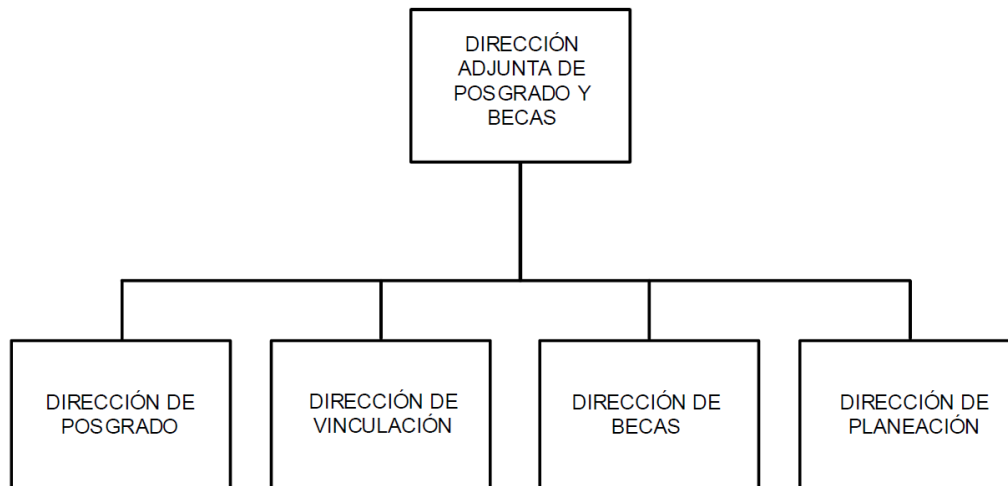 DIRECCIÓN
ADJUNTA DE
POSGRADO Y
BECAS
DIRECCIÓN DE
POSGRADO
DIRECCIÓN DE
VINCULACIÓN
DIRECCIÓN DE
BECAS
DIRECCIÓN DE
PLANEACIÓN